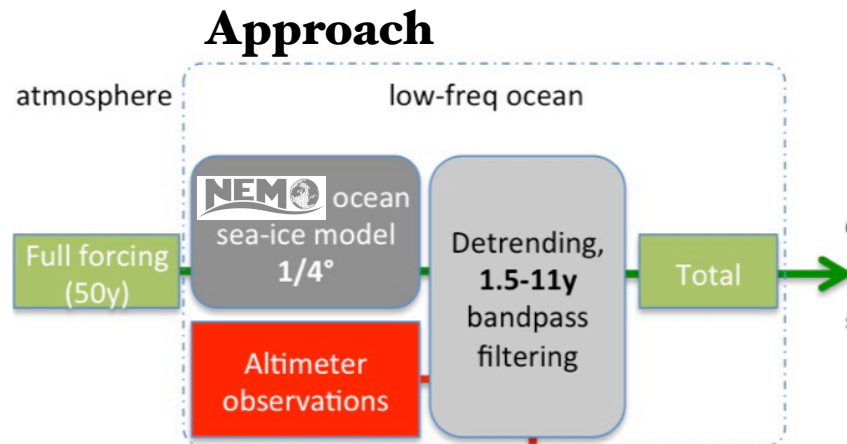 Approach
atmosphere
low-freq ocean
NEMO ocean
sea-ice model
1/4°
Full forcing
(50y)
Detrending,
1.5-11y
bandpass
filtering
Total
Altimeter
observations